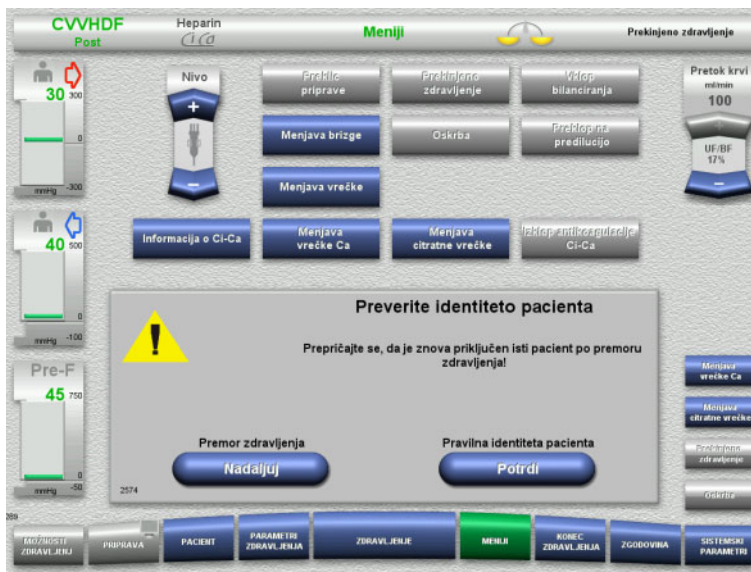 CVVHDF
Post
Heparin
Ci Ca
Meniji
Prekinjeno zdravljenje
30
300
0
mmHg
-300
Nivo
+
−
Preklic
priprave
Prekinjeno
zdravljenje
Vklop
bilanciranja
Menjava brizge
Oskrba
Preklop na
predilucijo
Menjava vrečke
Pretok krvi
ml/min
100
UF/BF
17%
−
40
500
0
mmHg
-100
Informacija o Ci-Ca
Menjava
vrečke Ca
Menjava
citratne vrečke
Izklop antikoagulacije
Ci-Ca
Pre-F
45
750
0
mmHg
-50
Preverite identiteto pacienta
Prepričajte se, da je znova priključen isti pacient po premoru
zdravljenja!
Premor zdravljenja
Nadaljuj
Pravilna identiteta pacienta
Potrdi
2574
Menjava
vrečke Ca
Menjava
citratne vrečke
Prekinjeno
zdravljenje
Oskrba
MOŽNOSTI
ZDRAVLJENJ
PRIPRAVA
PACIENT
PARAMETRI
ZDRAVLJENJA
ZDRAVLJENJE
MENIJI
KONEC
ZDRAVLJENJA
ZGODOVINA
SISTEMSKI
PARAMETRI